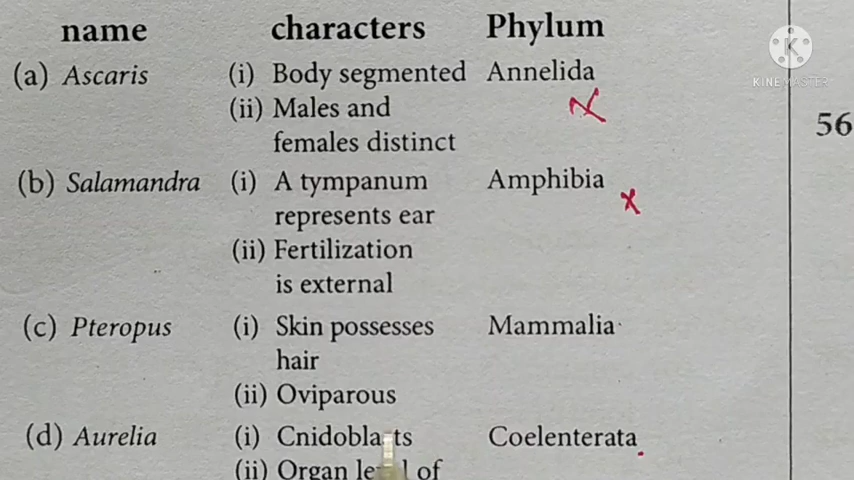 name characters Phylum
(a) Ascaris (i) Body segmented Annelida
(ii) Males and
females distinct
(b) Salamandra (i) A tympanum Amphibia
represents ear
(ii) Fertilization
is external
(c) Pteropus (i) Skin possesses Mammalia
hair
(ii) Oviparous
(d) Aurelia (i) Cnidoblasts Coelenterata
(ii) Organ level of
56
K
KINEMASTER